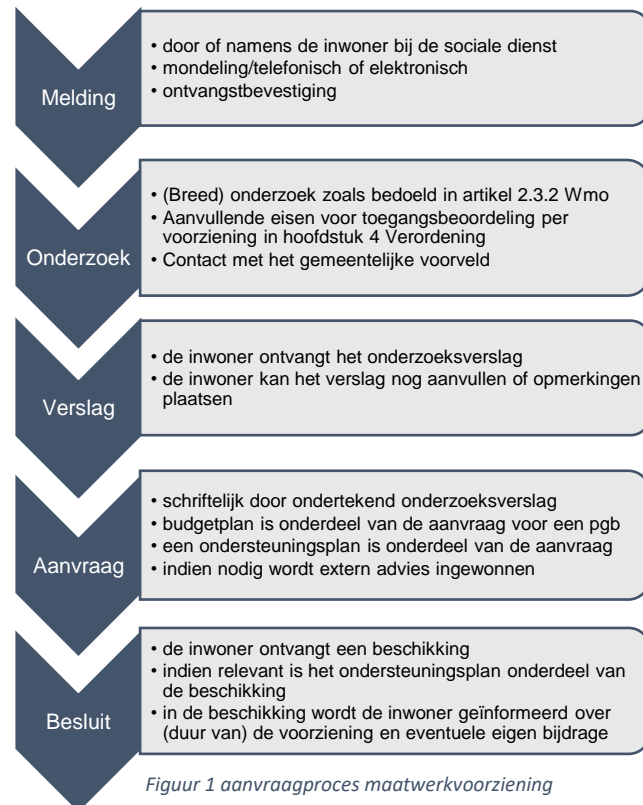 Melding
• door of namens de inwoner bij de sociale dienst
• mondeling/telefonisch of elektronisch
• ontvangstbevestiging
Onderzoek
• (Breed) onderzoek zoals bedoeld in artikel 2.3.2 Wmo
• Aanvullende eisen voor toegangsbeoordeling per
voorziening in hoofdstuk 4 Verordening
• Contact met het gemeentelijke voorveld
Verslag
• de inwoner ontvangt het onderzoeksverslag
• de inwoner kan het verslag nog aanvullen of opmerkingen
plaatsen
Aanvraag
• schriftelijk door ondertekend onderzoeksverslag
• budgetplan is onderdeel van de aanvraag voor een pgb
• een ondersteuningsplan is onderdeel van de aanvraag
• indien nodig wordt extern advies ingewonnen
Besluit
• de inwoner ontvangt een beschikking
• indien relevant is het ondersteuningsplan onderdeel van
de beschikking
• in de beschikking wordt de inwoner geïnformeerd over
(duur van) de voorziening en eventuele eigen bijdrage
Figuur 1 aanvraagproces maatwerkvoorziening